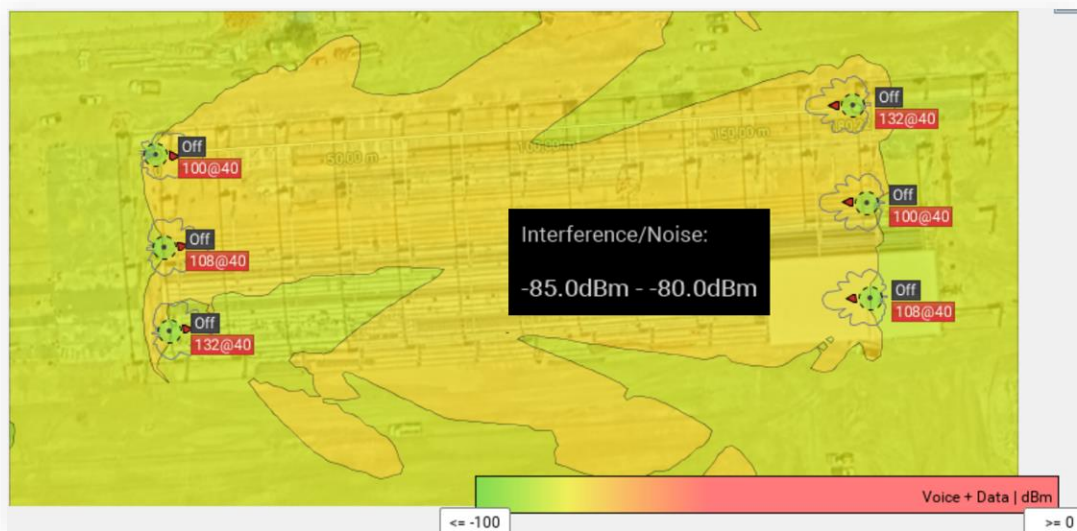 Off
132@40
Off
100@40
-50.00 m
100.00 m
150.00 m
Off
100@40
Off
108@40
Interference/Noise:
-85.0dBm - -80.0dBm
Off
108@40
Off
132@40
Voice + Data | dBm
<= -100
>= 0